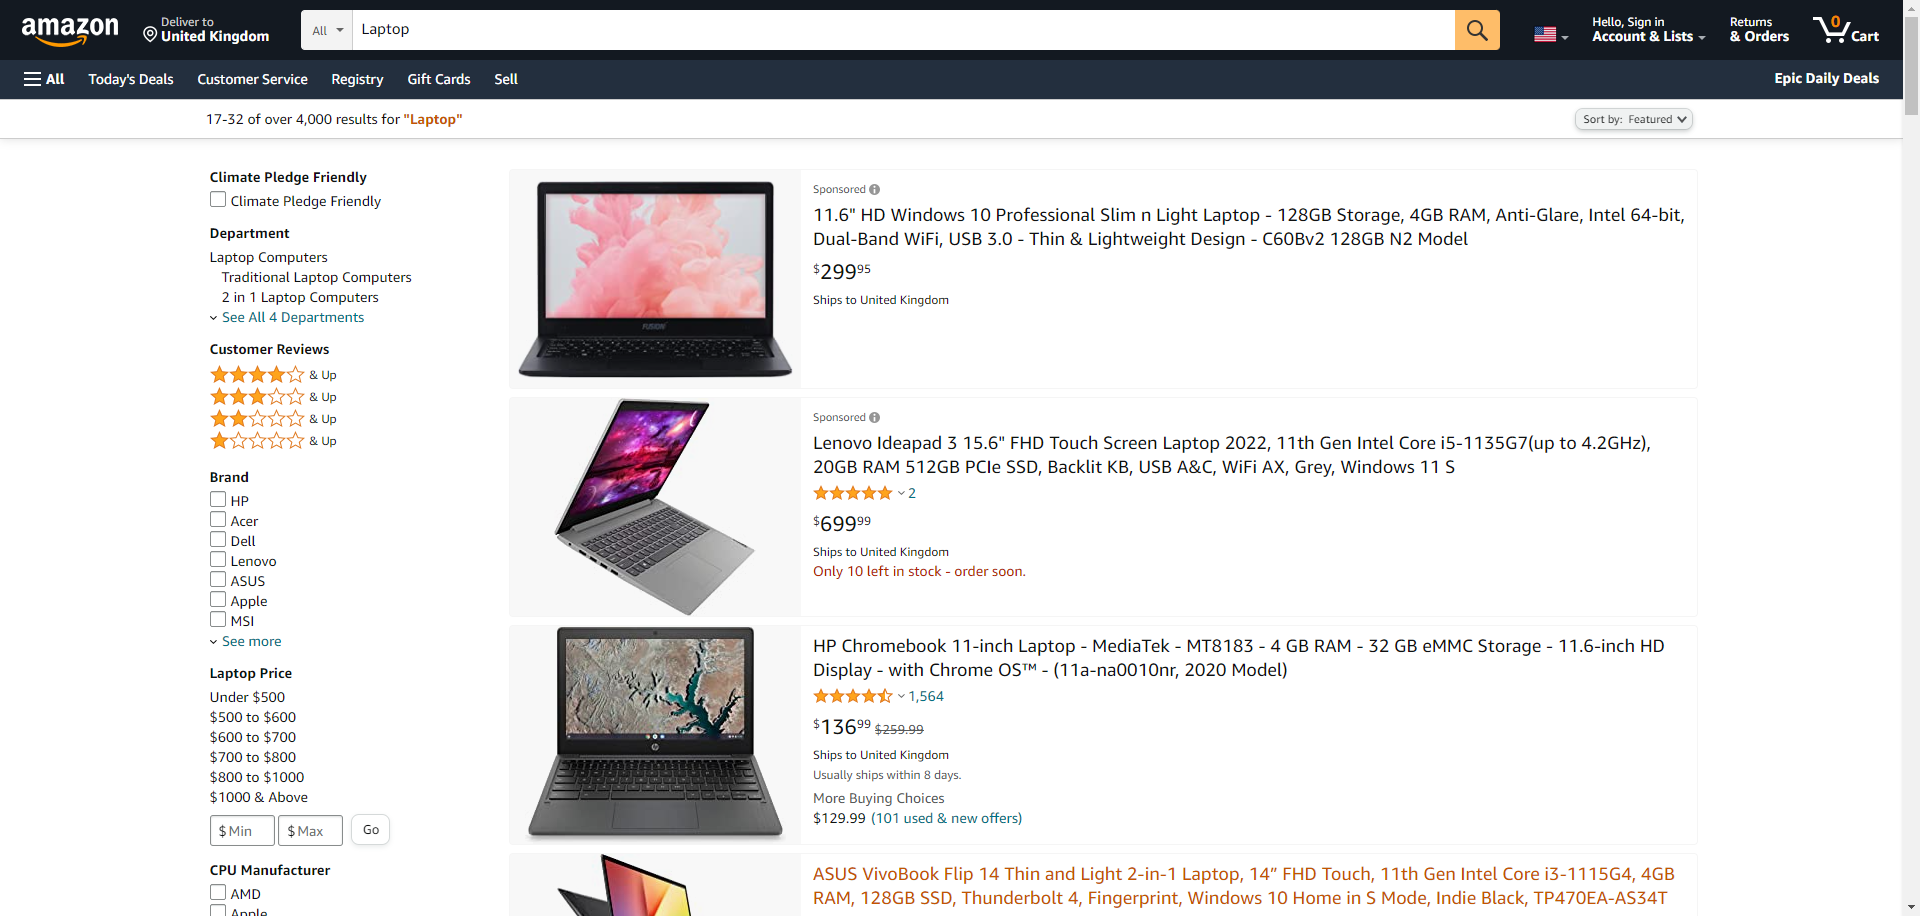 amazon
Deliver to
United Kingdom
All
Laptop
Hello, Sign in
Account & Lists
Returns
& Orders
0
Cart
All
Today's Deals
Customer Service
Registry
Gift Cards
Sell
Epic Daily Deals
17-32 of over 4,000 results for "Laptop"
Sort by: Featured
Climate Pledge Friendly
Climate Pledge Friendly
Department
Laptop Computers
Traditional Laptop Computers
2 in 1 Laptop Computers
See All 4 Departments
Customer Reviews
& Up
& Up
& Up
& Up
Brand
HP
Acer
Dell
Lenovo
ASUS
Apple
MSI
See more
Laptop Price
Under $500
$500 to $600
$600 to $700
$700 to $800
$800 to $1000
$1000 & Above
$ Min
$ Max
Go
CPU Manufacturer
AMD
Apple
FUSION
Sponsored
11.6" HD Windows 10 Professional Slim n Light Laptop - 128GB Storage, 4GB RAM, Anti-Glare, Intel 64-bit,
Dual-Band WiFi, USB 3.0 - Thin & Lightweight Design - C60Bv2 128GB N2 Model
$29995
Ships to United Kingdom
Sponsored
Lenovo Ideapad 3 15.6" FHD Touch Screen Laptop 2022, 11th Gen Intel Core i5-1135G7(up to 4.2GHz),
20GB RAM 512GB PCIe SSD, Backlit KB, USB A&C, WiFi AX, Grey, Windows 11 S
2
$69999
Ships to United Kingdom
Only 10 left in stock - order soon.
HP Chromebook 11-inch Laptop - MediaTek - MT8183 - 4 GB RAM - 32 GB eMMC Storage - 11.6-inch HD
Display - with Chrome OS™ - (11a-na0010nr, 2020 Model)
1,564
$13699 $259.99
Ships to United Kingdom
Usually ships within 8 days.
More Buying Choices
$129.99 (101 used & new offers)
ASUS VivoBook Flip 14 Thin and Light 2-in-1 Laptop, 14” FHD Touch, 11th Gen Intel Core i3-1115G4, 4GB
RAM, 128GB SSD, Thunderbolt 4, Fingerprint, Windows 10 Home in S Mode, Indie Black, TP470EA-AS34T